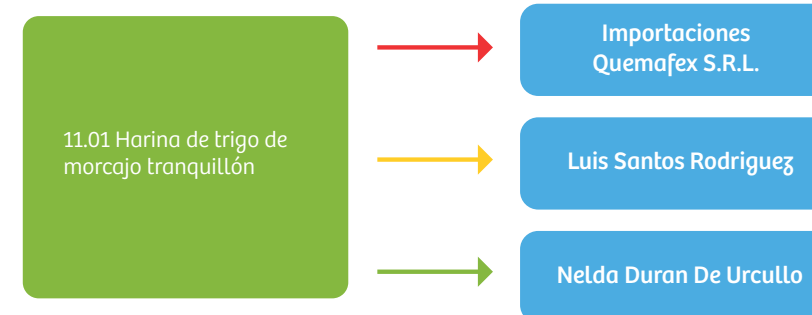 11.01 Harina de trigo de
morcajo tranquillón
Importaciones
Quemafex S.R.L.
Luis Santos Rodriguez
Nelda Duran De Urcullo